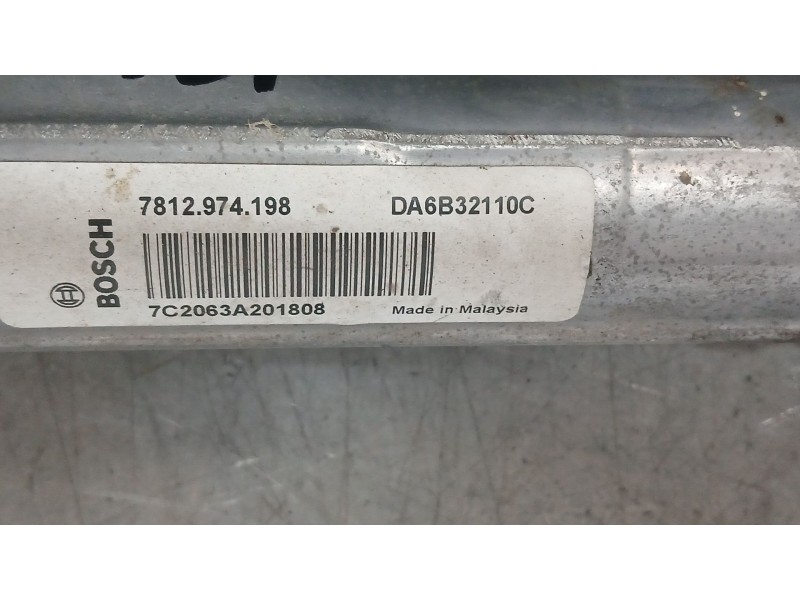 7812.974.198 DA6B32110C
BOSCH
7C2063A201808 Made in Malaysia